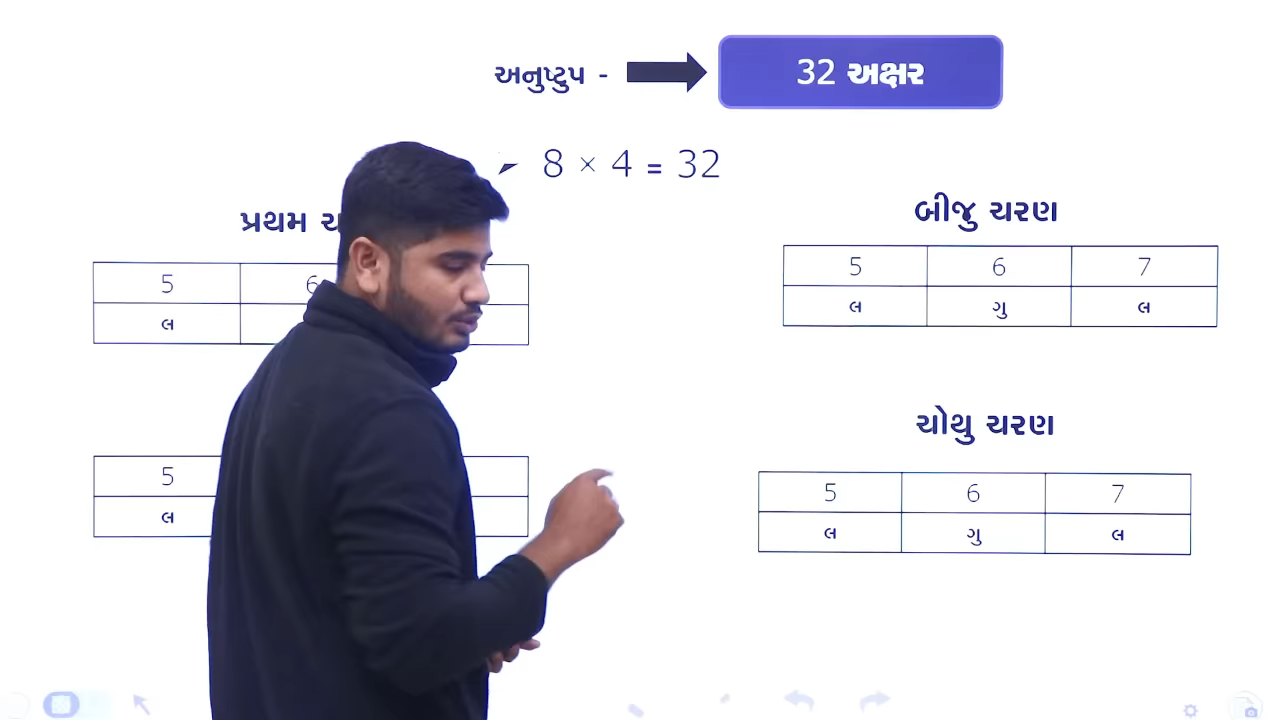 અનુષ્ટુપ -
32 અક્ષર
8 × 4 = 32
પ્રથમ
5 6
લ
બીજુ ચરણ
5 6 7
લ ગુ લ
5
લ
ચોથુ ચરણ
5 6 7
લ ગુ લ